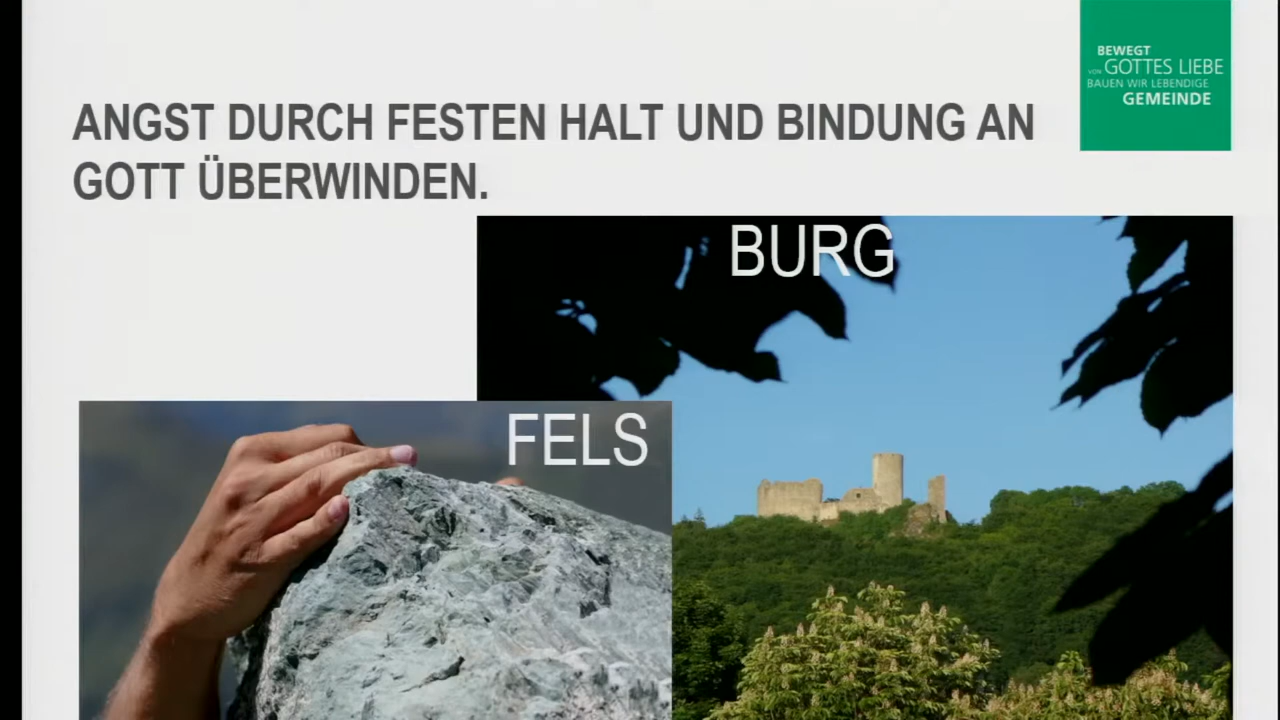 BEWEGT
VON GOTTES LIEBE
BAUEN WIR LEBENDIGE
GEMEINDE
ANGST DURCH FESTEN HALT UND BINDUNG AN
GOTT ÜBERWINDEN.
BURG
FELS